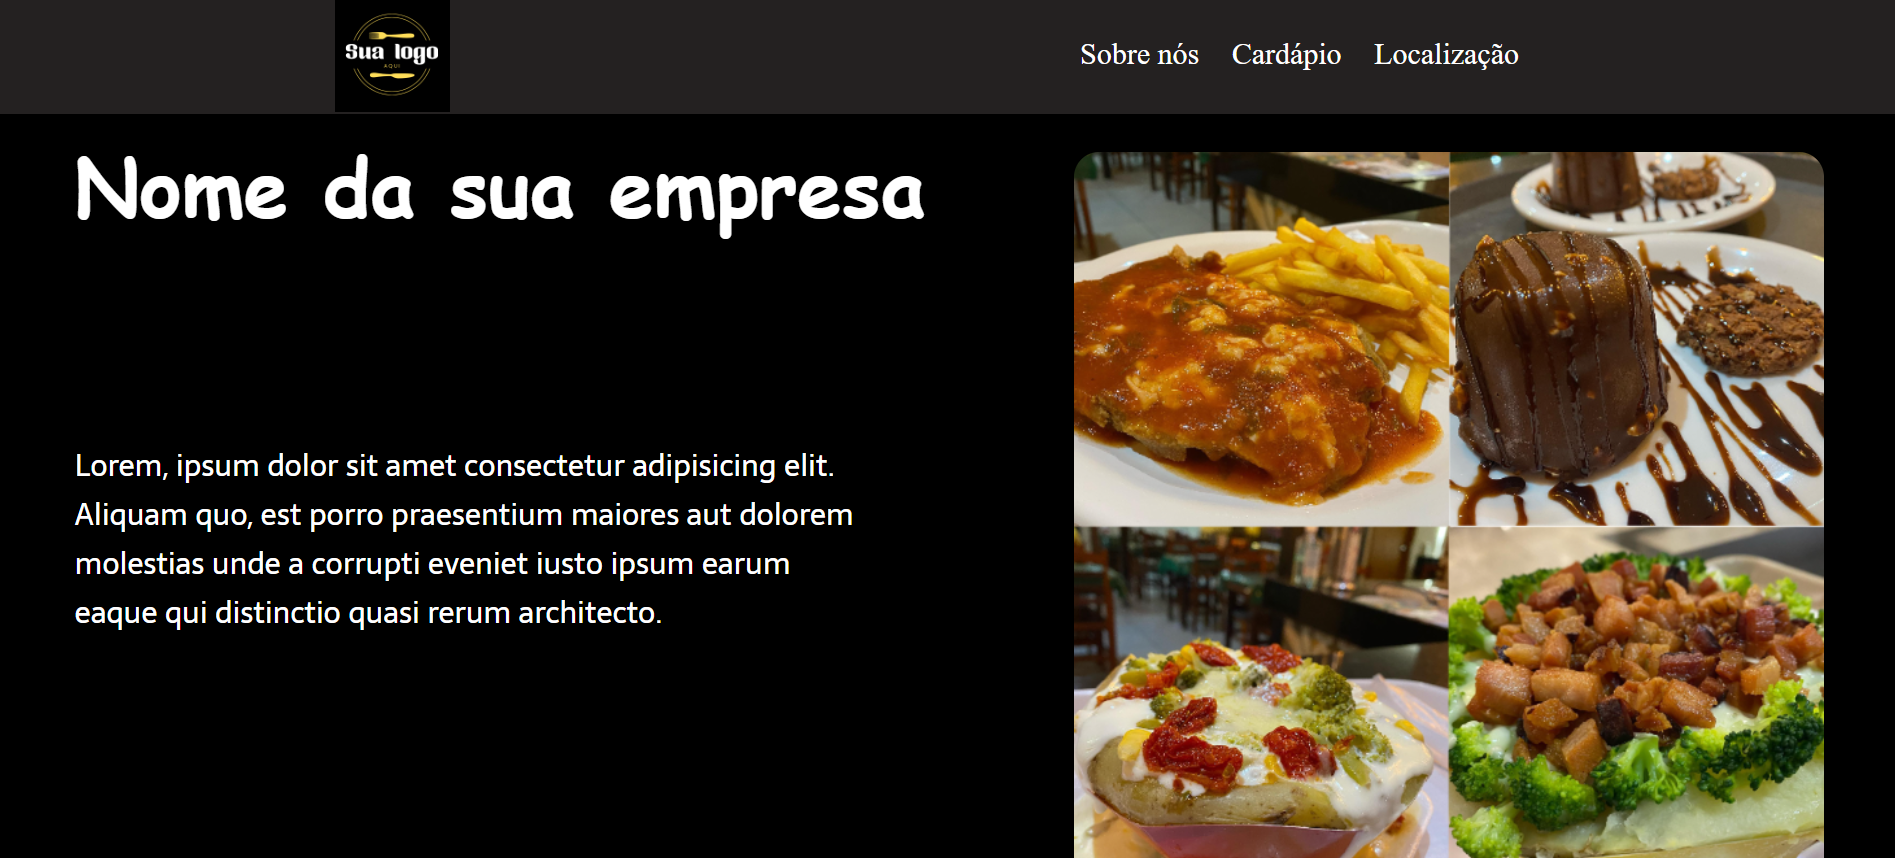 Sua logo
AQUI
Sobre nós Cardápio Localização
Nome da sua empresa
Lorem, ipsum dolor sit amet consectetur adipisicing elit.
Aliquam quo, est porro praesentium maiores aut dolorem
molestias unde a corrupti eveniet iusto ipsum earum
eaque qui distinctio quasi rerum architecto.